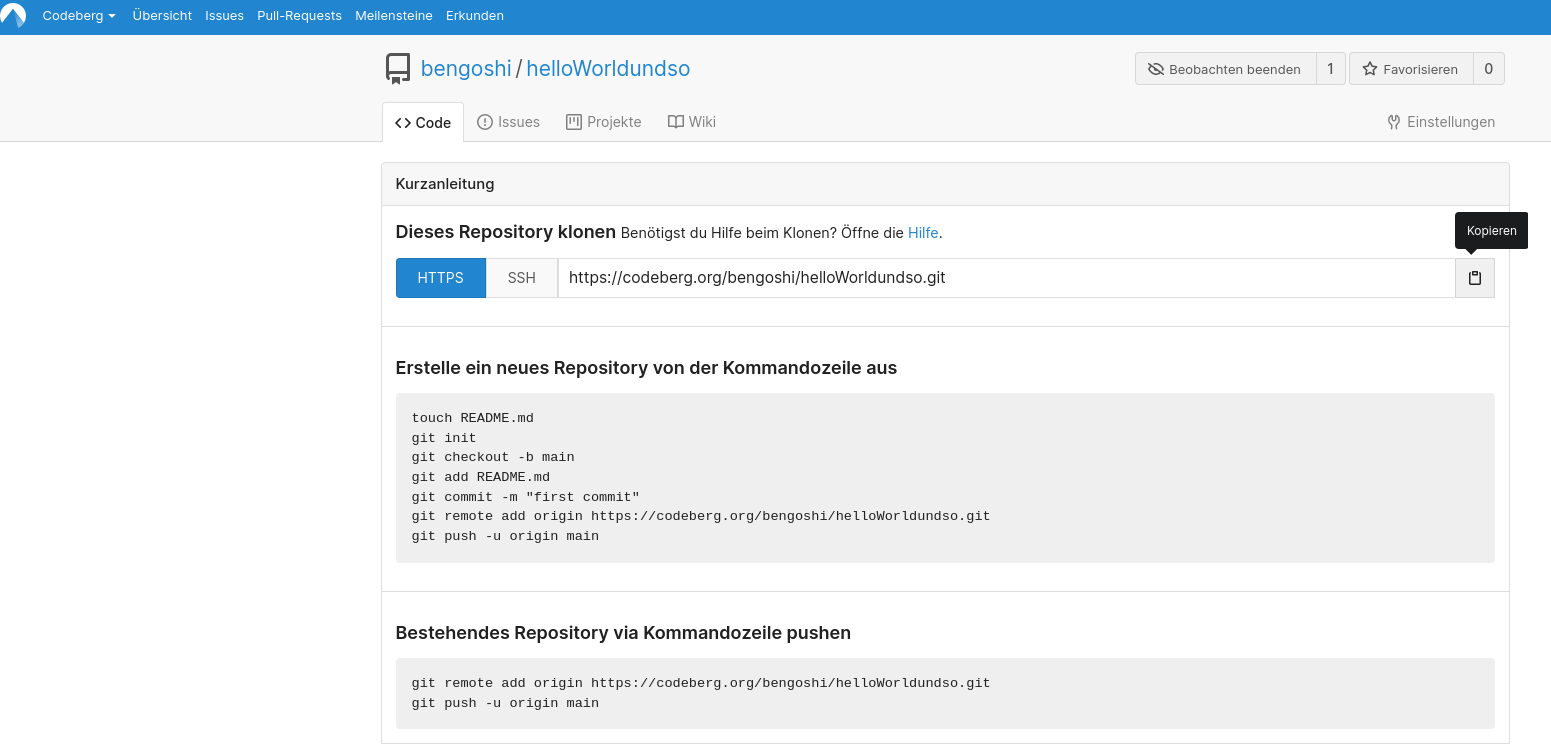 Codeberg Übersicht Issues Pull-Requests Meilensteine Erkunden
bengoshi / helloWorldundso
Beobachten beenden 1 Favorisieren 0
Code Issues Projekte Wiki Einstellungen
Kurzanleitung
Dieses Repository klonen Benötigst du Hilfe beim Klonen? Öffne die Hilfe.
Kopieren
HTTPS SSH https://codeberg.org/bengoshi/helloWorldundso.git
Erstelle ein neues Repository von der Kommandozeile aus
touch README.md
git init
git checkout -b main
git add README.md
git commit -m "first commit"
git remote add origin https://codeberg.org/bengoshi/helloWorldundso.git
git push -u origin main
Bestehendes Repository via Kommandozeile pushen
git remote add origin https://codeberg.org/bengoshi/helloWorldundso.git
git push -u origin main